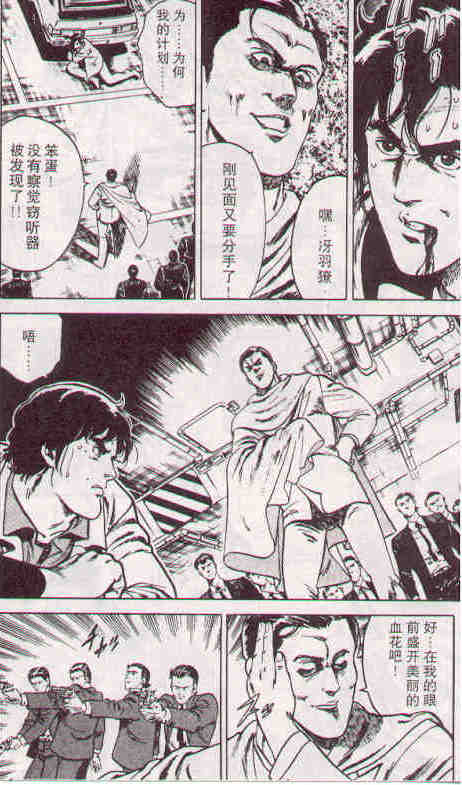 嘿…冴羽獠.
刚见面又要分手了…
为……为何
我的计划……
笨蛋！
没有察觉窃听器
被发现了!!
唔……
好…在我的眼
前盛开美丽的
血花吧！